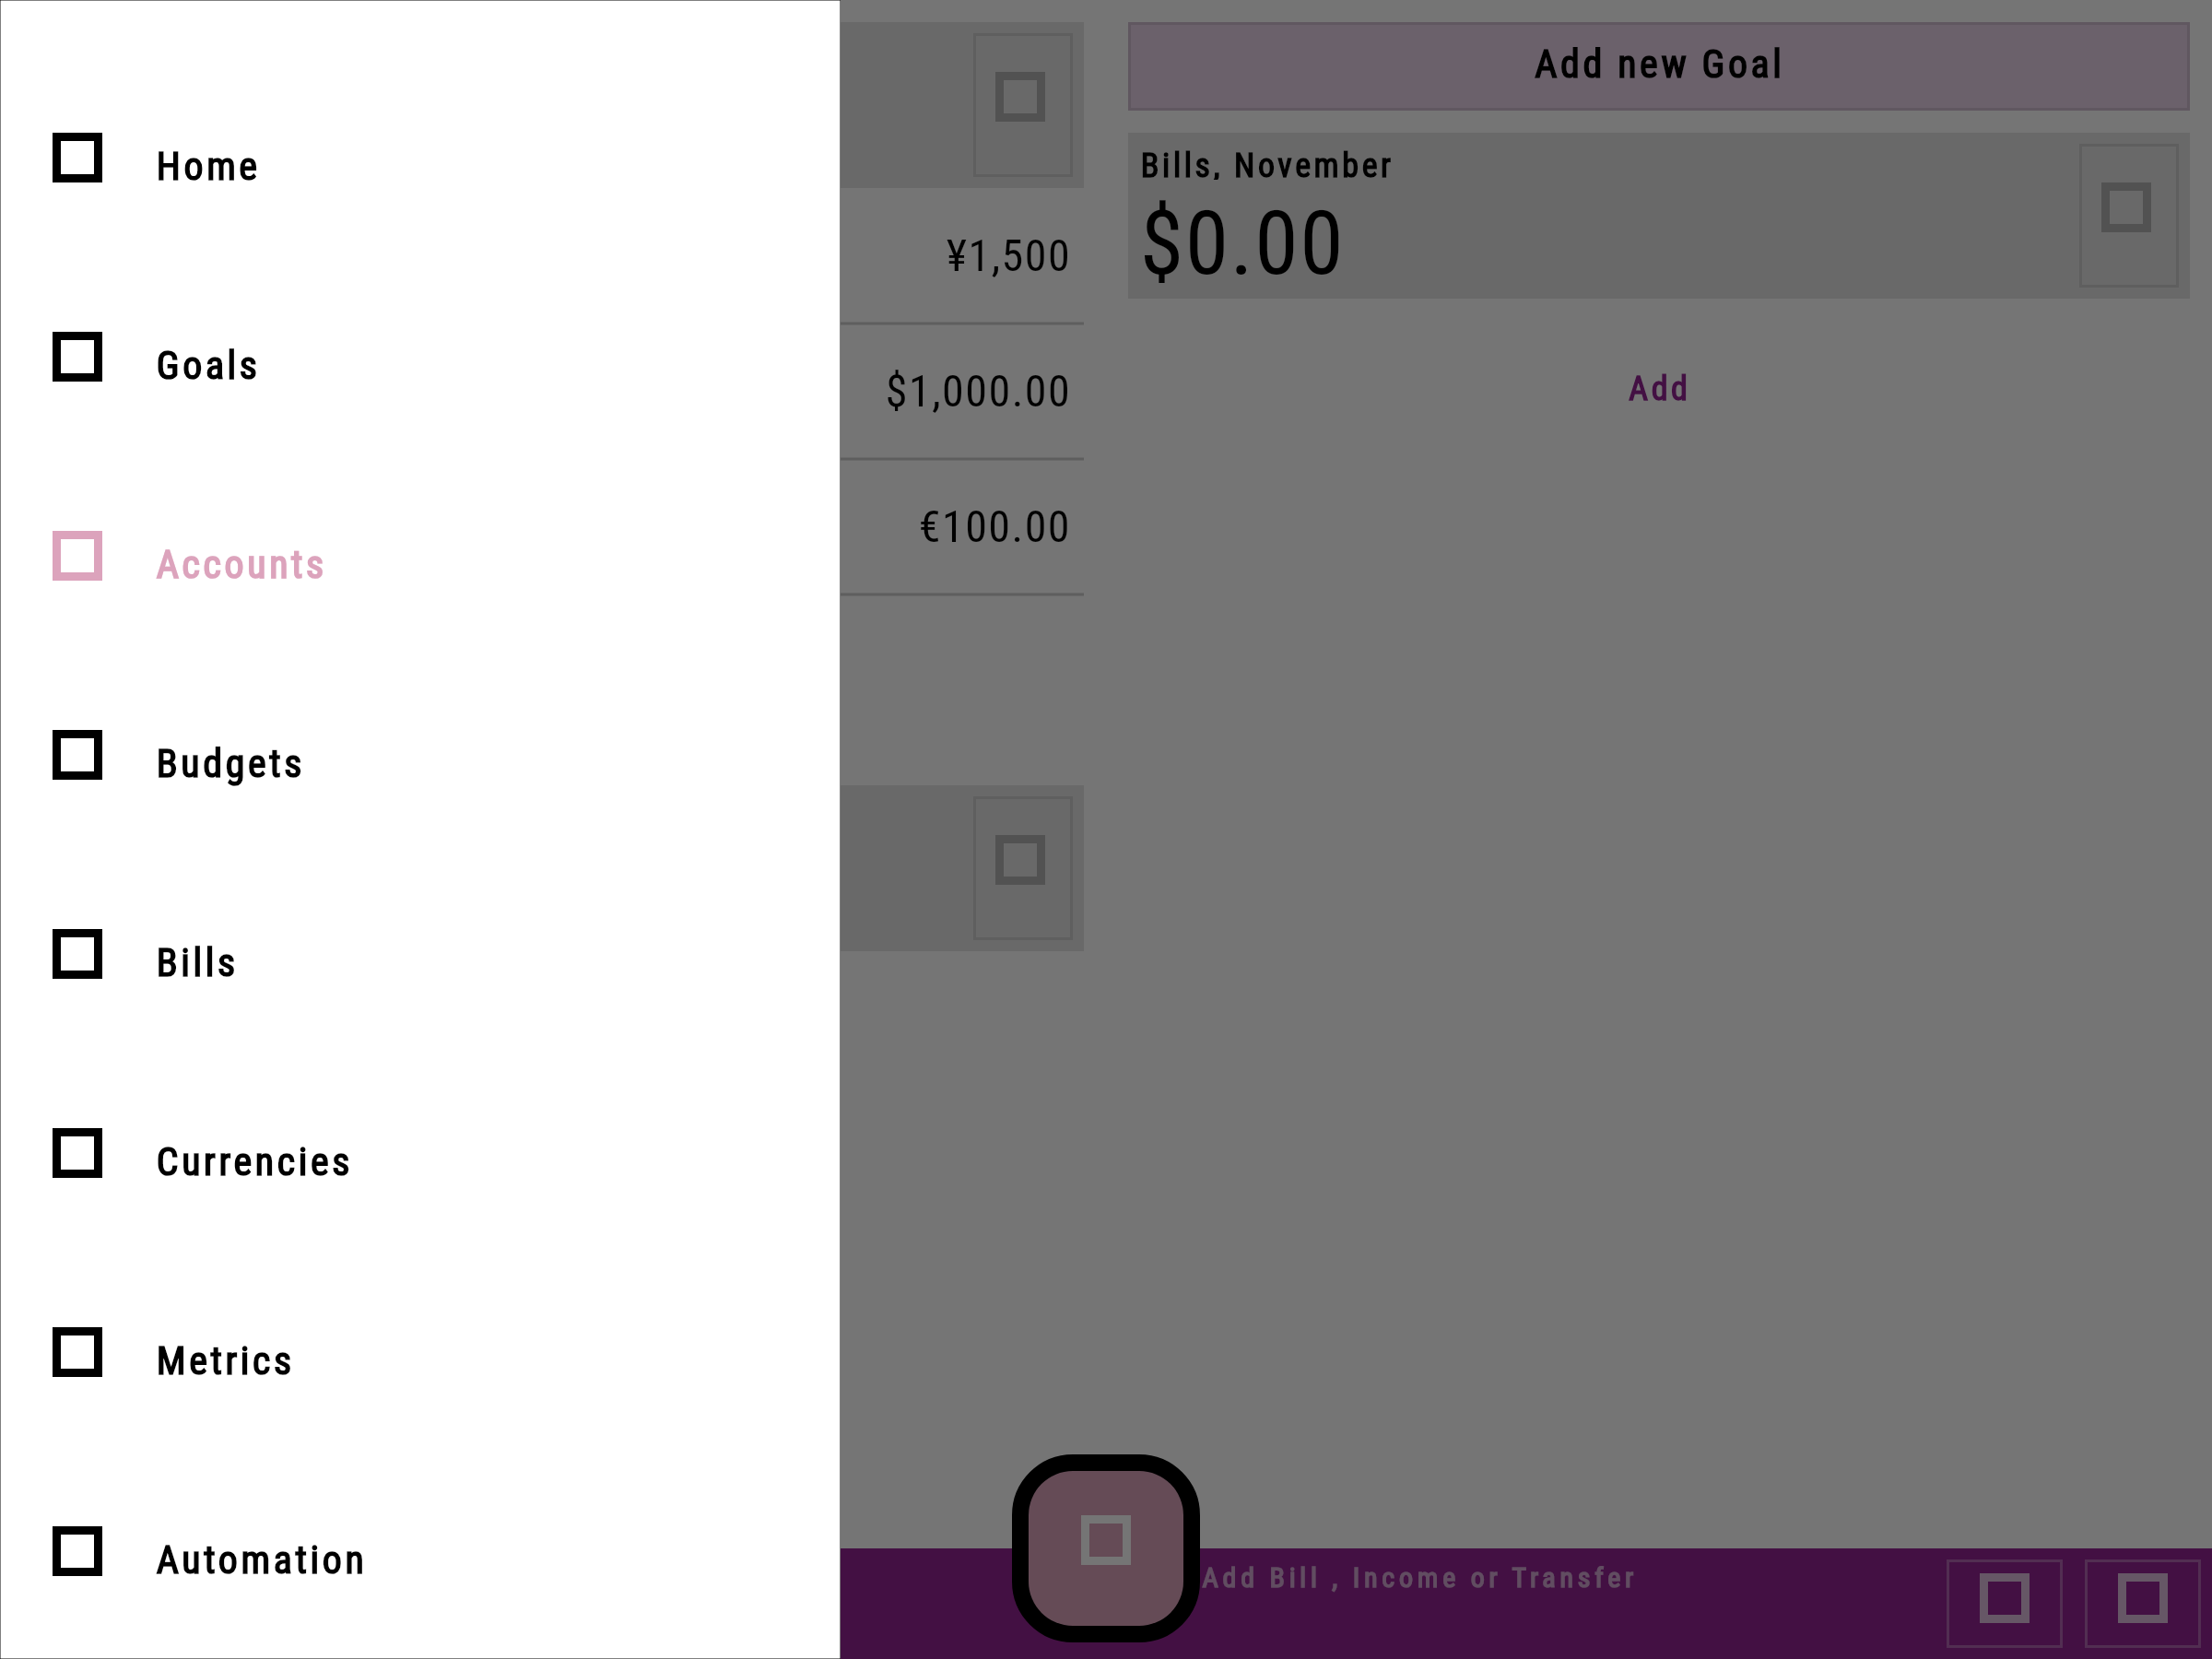 Home
Goals
Accounts
Budgets
Bills
Currencies
Metrics
Automation
¥1,500
$1,000.00
€100.00
Add new Goal
Bills, November
$0.00
Add
Add Bill , Income or Transfer